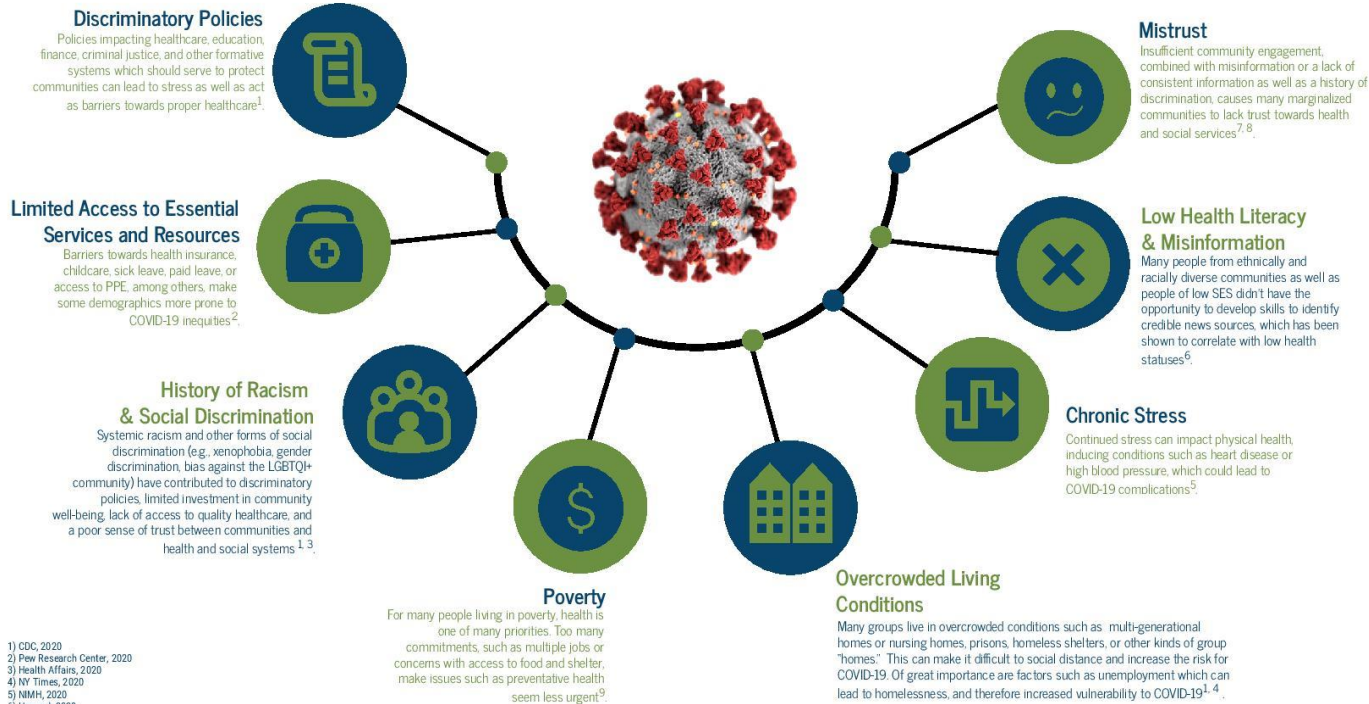 Discriminatory Policies
Policies impacting healthcare, education,
finance, criminal justice, and other formative
systems which should serve to protect
communities can lead to stress as well as act
as barriers towards proper healthcare1.
Limited Access to Essential
Services and Resources
Barriers towards health insurance,
childcare, sick leave, paid leave, or
access to PPE, among others, make
some demographics more prone to
COVID-19 inequities2.
History of Racism
& Social Discrimination
Systemic racism and other forms of social
discrimination (e.g., xenophobia, gender
discrimination, bias against the LGBTQI+
community) have contributed to discriminatory
policies, limited investment in community
well-being, lack of access to quality healthcare, and
a poor sense of trust between communities and
health and social systems 1, 3.
$
Poverty
For many people living in poverty, health is
one of many priorities. Too many
commitments, such as multiple jobs or
concerns with access to food and shelter,
make issues such as preventative health
seem less urgent9.
Overcrowded Living
Conditions
Many groups live in overcrowded conditions such as multi-generational
homes or nursing homes, prisons, homeless shelters, or other kinds of group
"homes." This can make it difficult to social distance and increase the risk for
COVID-19. Of great importance are factors such as unemployment which can
lead to homelessness, and therefore increased vulnerability to COVID-191, 4 .
Chronic Stress
Continued stress can impact physical health,
inducing conditions such as heart disease or
high blood pressure, which could lead to
COVID-19 complications5.
Low Health Literacy
& Misinformation
Many people from ethnically and
racially diverse communities as well as
people of low SES didn't have the
opportunity to develop skills to identify
credible news sources, which has been
shown to correlate with low health
statuses6.
Mistrust
Insufficient community engagement,
combined with misinformation or a lack of
consistent information as well as a history of
discrimination, causes many marginalized
communities to lack trust towards health
and social services7, 8.
1) CDC, 2020
2) Pew Research Center, 2020
3) Health Affairs, 2020
4) NY Times, 2020
5) NIMH, 2020